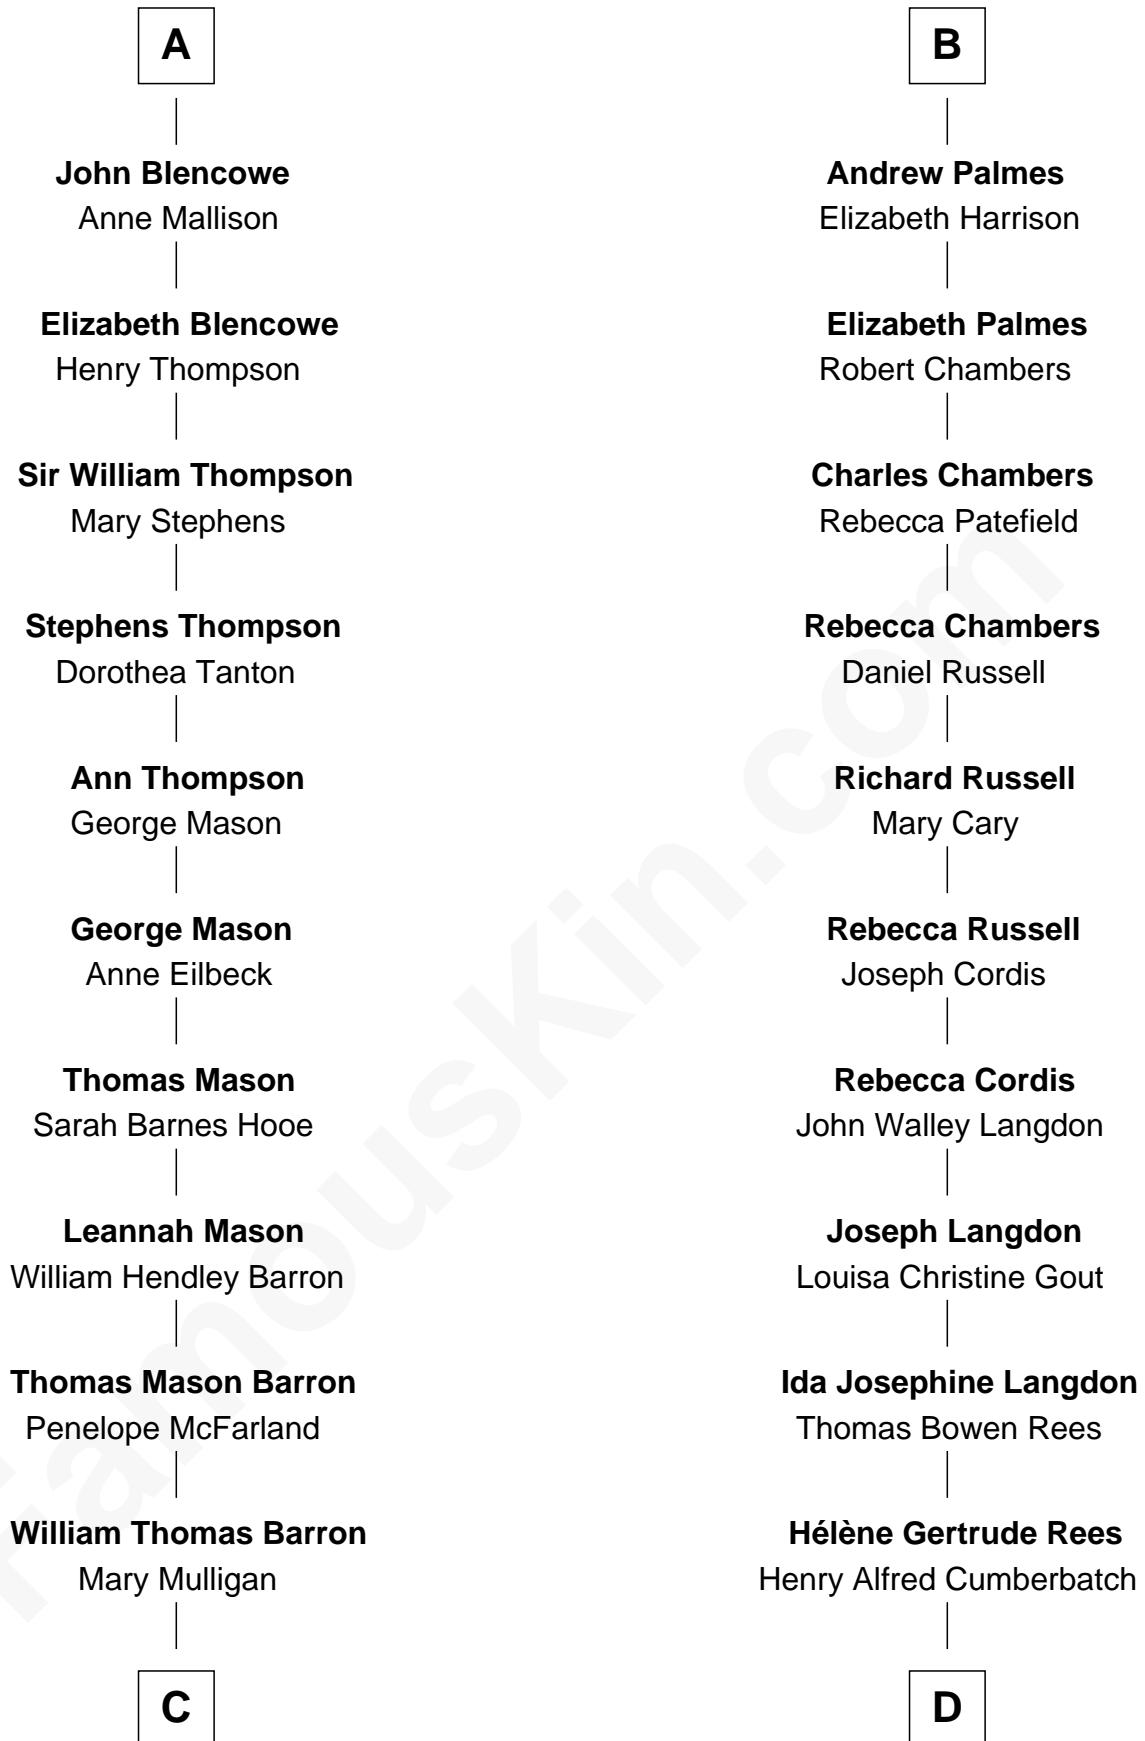 A
John Blencowe
Anne Mallison
Elizabeth Blencowe
Henry Thompson
Sir William Thompson
Mary Stephens
Stephens Thompson
Dorothea Tanton
Ann Thompson
George Mason
George Mason
Anne Eilbeck
Thomas Mason
Sarah Barnes Hooe
Leannah Mason
William Hendley Barron
Thomas Mason Barron
Penelope McFarland
William Thomas Barron
Mary Mulligan
C
B
Andrew Palmes
Elizabeth Harrison
Elizabeth Palmes
Robert Chambers
Charles Chambers
Rebecca Patefield
Rebecca Chambers
Daniel Russell
Richard Russell
Mary Cary
Rebecca Russell
Joseph Cordis
Rebecca Cordis
John Walley Langdon
Joseph Langdon
Louisa Christine Gout
Ida Josephine Langdon
Thomas Bowen Rees
Hélène Gertrude Rees
Henry Alfred Cumberbatch
D
FamousKin.com